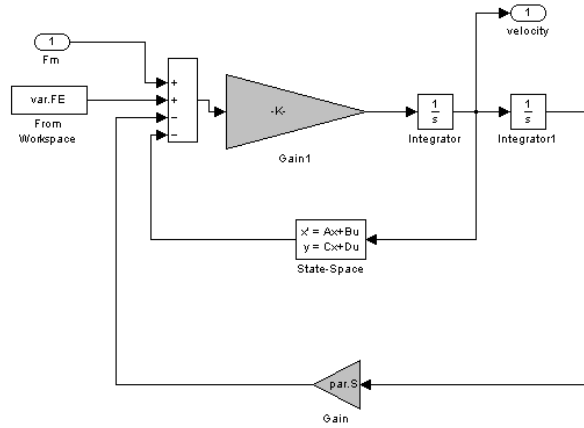 1
Fm
var.FE
From
Workspace
+
+
−
−
-K-
Gain1
1
s
Integrator
1
s
Integrator1
1
velocity
x' = Ax+Bu
y = Cx+Du
State-Space
par.S
Gain